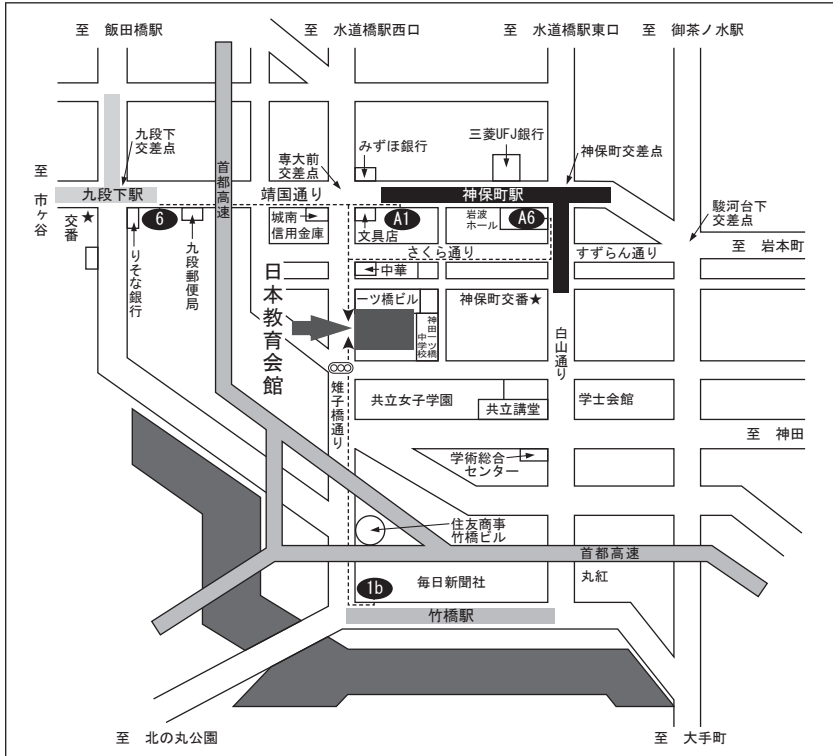 至 飯田橋駅
至 水道橋駅西口
至 水道橋駅東口
至 御茶ノ水駅
九段下
交差点
首都高速
専大前
交差点
みずほ銀行
三菱UFJ銀行
神保町交差点
至 市ヶ谷
九段下駅
靖国通り
神保町駅
駿河台下
交差点
交番★
りそな銀行
6
九段郵便局
城南
信用金庫
文具店
A1
岩波
ホール
A6
さくら通り
すずらん通り
至 岩本町
中華
日本教育会館
一ツ橋ビル
神田一ツ橋
中学校
神保町交番★
白山通り
雉子橋通り
共立女子学園
共立講堂
学士会館
至 神田
学術総合
センター
住友商事
竹橋ビル
首都高速
1b
毎日新聞社
丸紅
竹橋駅
至 北の丸公園
至 大手町